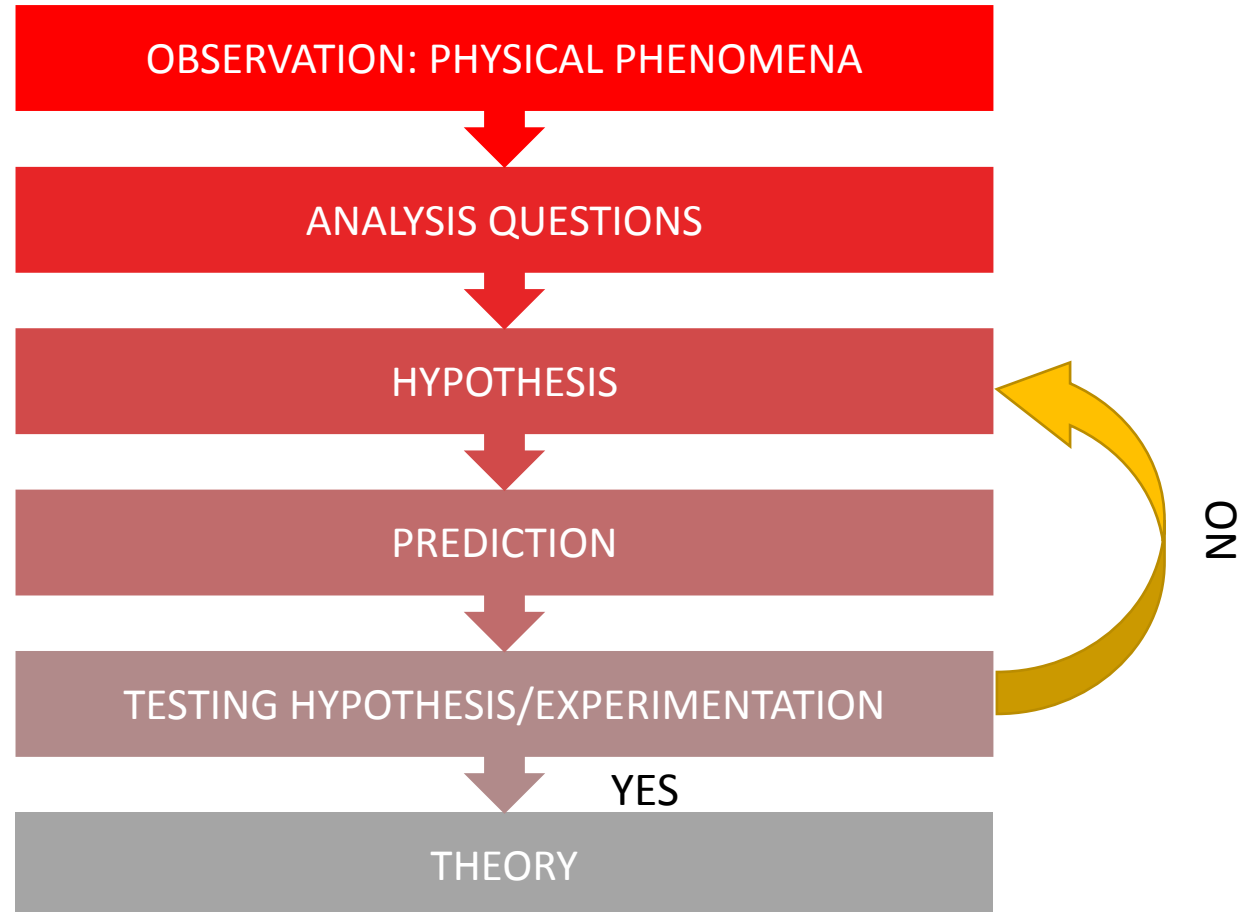 OBSERVATION: PHYSICAL PHENOMENA
ANALYSIS QUESTIONS
HYPOTHESIS
PREDICTION
NO
TESTING HYPOTHESIS/EXPERIMENTATION
YES
THEORY